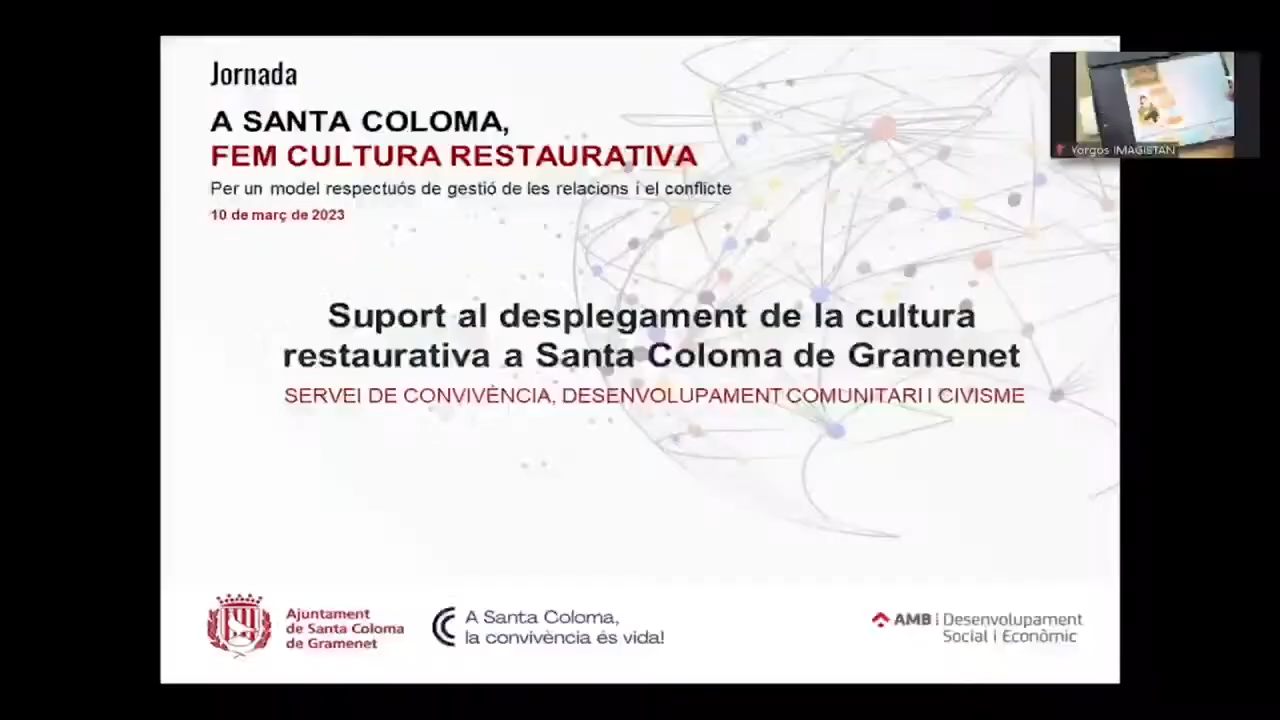 Jornada
A SANTA COLOMA,
FEM CULTURA RESTAURATIVA
Per un model respectuós de gestió de les relacions i el conflicte
10 de març de 2023
Yorgos IMAGISTAN
Suport al desplegament de la cultura
restaurativa a Santa Coloma de Gramenet
SERVEI DE CONVIVÈNCIA, DESENVOLUPAMENT COMUNITARI I CIVISME
Ajuntament
de Santa Coloma
de Gramenet
A Santa Coloma,
la convivència és vida!
AMB Desenvolupament
Social i Econòmic